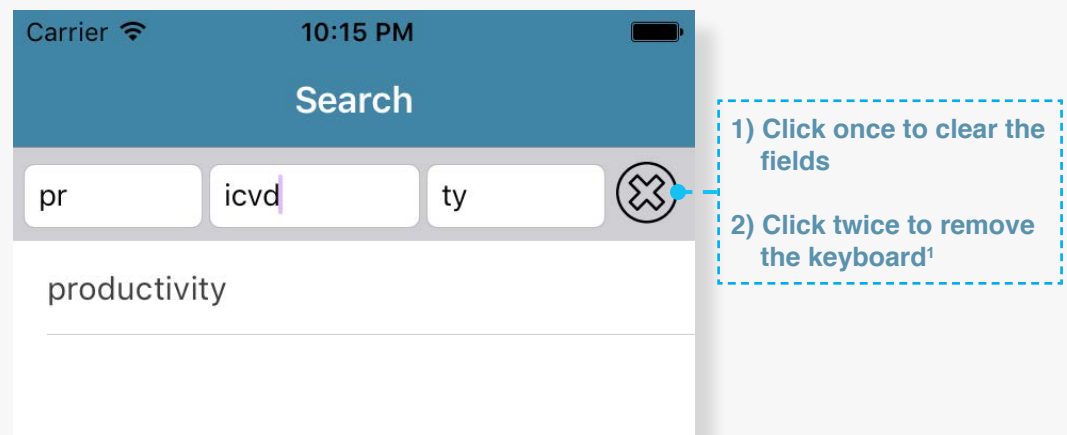 Carrier 10:15 PM
Search
pr icvd ty
productivity
1) Click once to clear the
fields
2) Click twice to remove
the keyboard¹